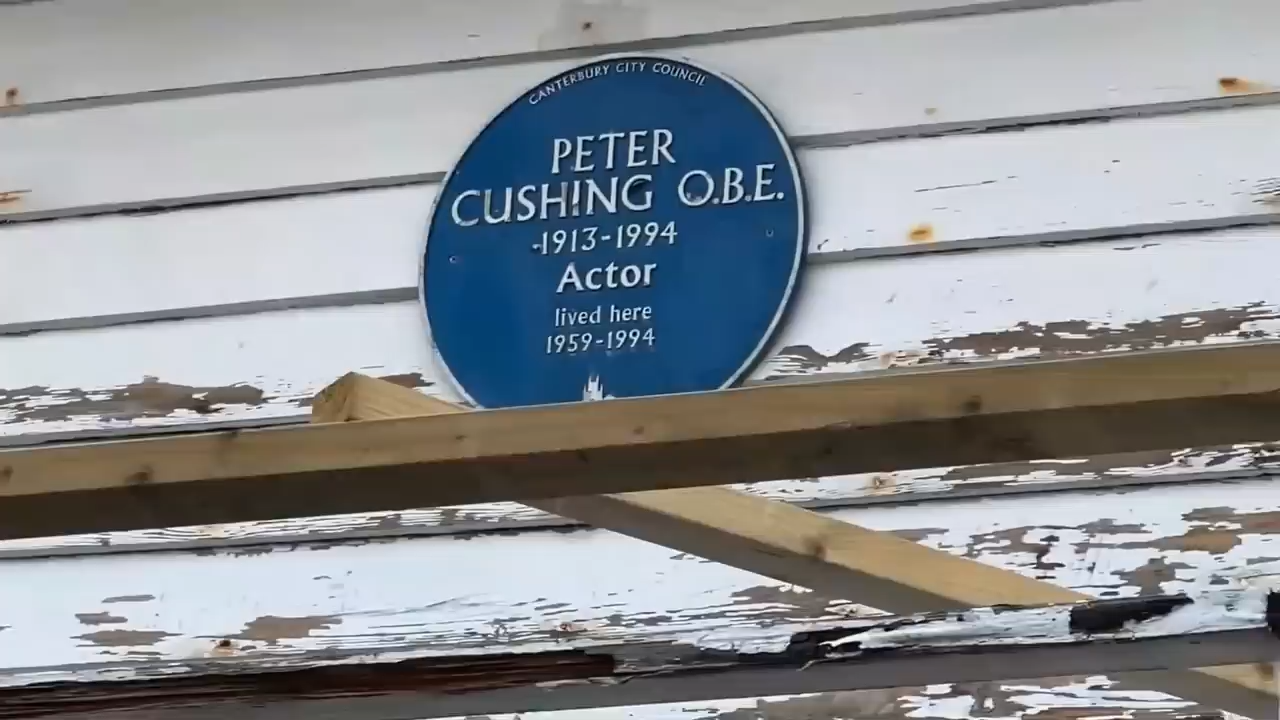 CANTERBURY CITY COUNCIL
PETER
CUSHING O.B.E.
1913-1994
Actor
lived here
1959-1994